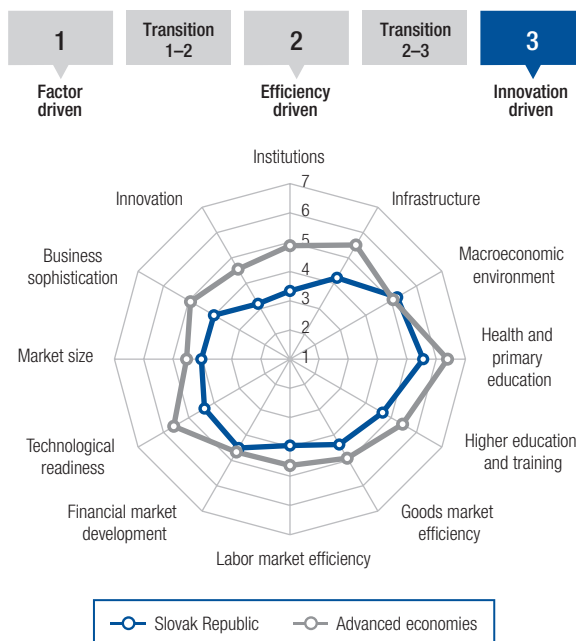 1
Transition
1–2
2
Transition
2–3
3
Factor
driven
Efficiency
driven
Innovation
driven
Institutions
7
6
5
4
3
2
1
Infrastructure
Macroeconomic
environment
Health and
primary
education
Higher education
and training
Goods market
efficiency
Labor market efficiency
Financial market
development
Technological
readiness
Market size
Business
sophistication
Innovation
Slovak Republic
Advanced economies